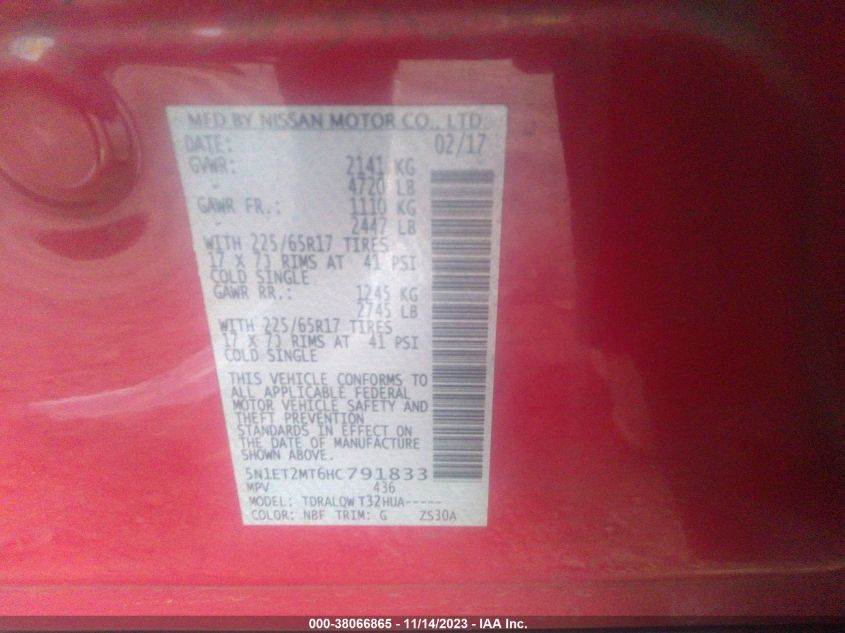 MFD BY NISSAN MOTOR CO., LTD
DATE: 02/17
GVWR: 2141 KG
- 4720 LB
GAWR FR.: 1110 KG
- 2447 LB
WITH 225/65R17 TIRES
17 X 7J RIMS AT 41 PSI
COLD SINGLE
GAWR RR.: 1245 KG
2745 LB
WITH 225/65R17 TIRES
17 X 7J RIMS AT 41 PSI
COLD SINGLE
THIS VEHICLE CONFORMS TO
ALL APPLICABLE FEDERAL
MOTOR VEHICLE SAFETY AND
THEFT PREVENTION
STANDARDS IN EFFECT ON
THE DATE OF MANUFACTURE
SHOWN ABOVE.
5N1ET2MT6HC791833
MPV 436
MODEL: TDRALQW T32HUA-----
COLOR: NBF TRIM: G ZS30A
000-38066865 - 11/14/2023 - IAA Inc.